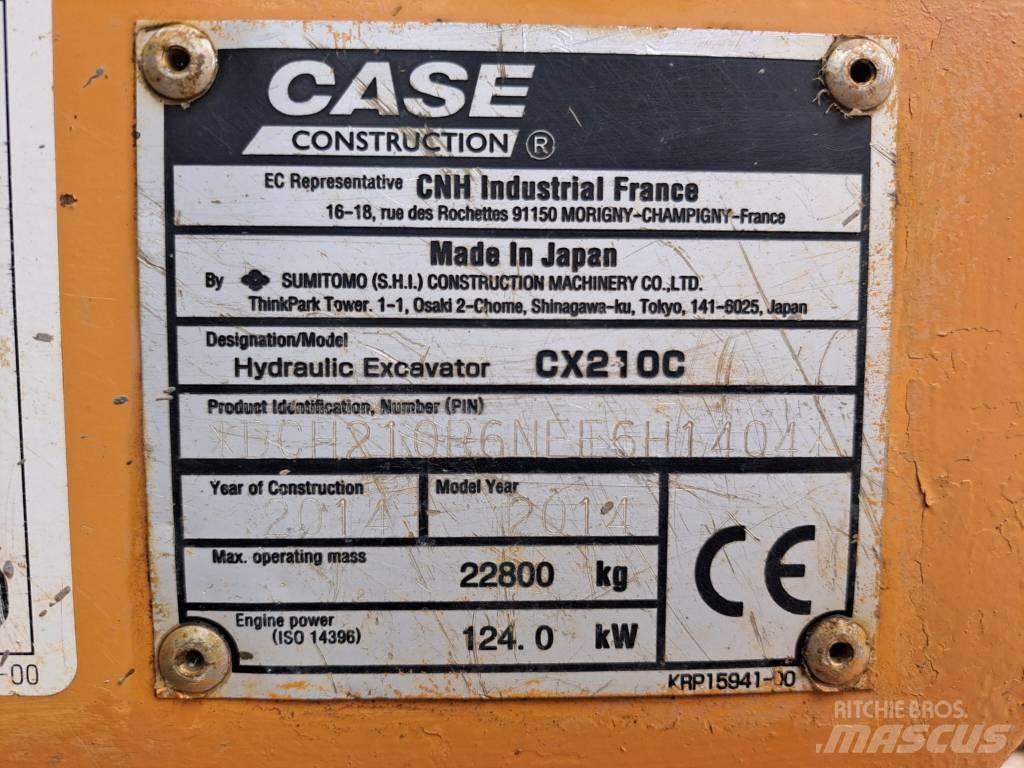 CASE
CONSTRUCTION ®
EC Representative CNH Industrial France
16-18, rue des Rochettes 91150 MORIGNY-CHAMPIGNY-France
Made In Japan
By SUMITOMO (S.H.I.) CONSTRUCTION MACHINERY CO.,LTD.
ThinkPark Tower. 1-1, Osaki 2-Chome, Shinagawa-ku, Tokyo, 141-6025, Japan
Designation/Model
Hydraulic Excavator CX210C
Product Identification, Number (PIN)
Year of Construction Model Year
2014 2014
Max. operating mass
22800 kg
Engine power
(ISO 14396) 124.0 kW
CE
KRP15941-00
-00
RITCHIE BROS.
MASCUS